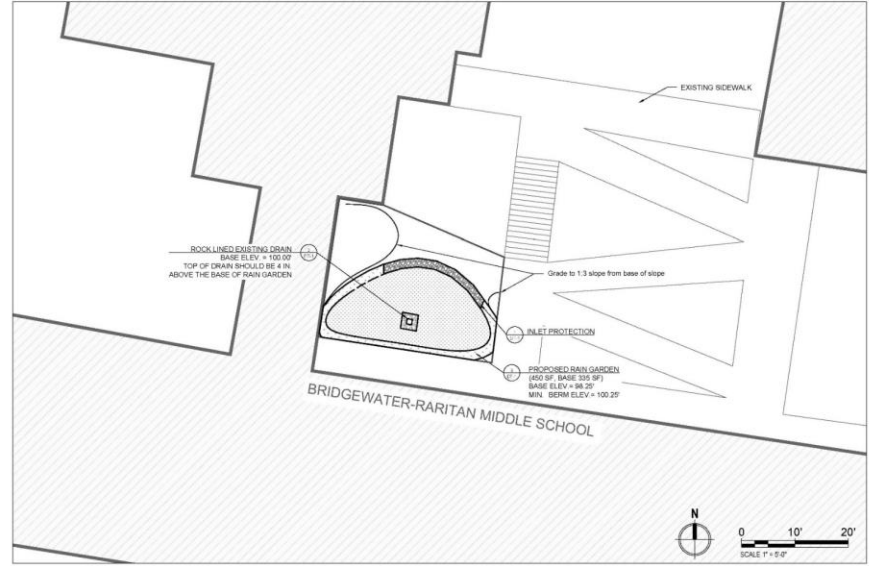 EXISTING SIDEWALK
ROCK LINED EXISTING DRAIN
BASE ELEV. = 100.00'
TOP OF DRAIN SHOULD BE 4 IN.
ABOVE THE BASE OF RAIN GARDEN
Grade to 1:3 slope from base of slope
INLET PROTECTION
PROPOSED RAIN GARDEN
(450 SF, BASE 335 SF)
BASE ELEV.= 98.25'
MIN. BERM ELEV.= 100.25'
BRIDGEWATER-RARITAN MIDDLE SCHOOL
N
0 10' 20'
SCALE 1" = 5'-0"